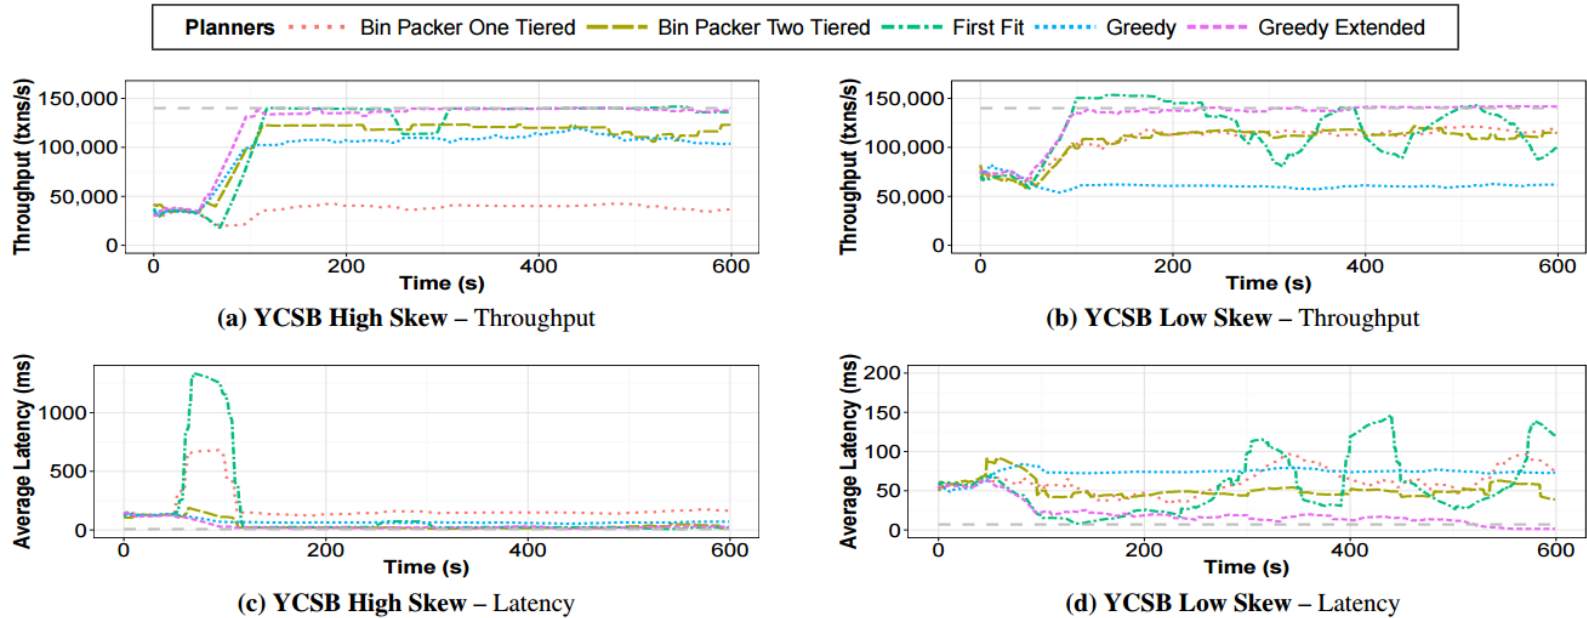 Planners Bin Packer One Tiered Bin Packer Two Tiered First Fit Greedy Greedy Extended
Throughput (txns/s)
150,000
100,000
50,000
0
0 200 400 600
Time (s)
(a) YCSB High Skew – Throughput
Throughput (txns/s)
150,000
100,000
50,000
0
0 200 400 600
Time (s)
(b) YCSB Low Skew – Throughput
Average Latency (ms)
1000
500
0
0 200 400 600
Time (s)
(c) YCSB High Skew – Latency
Average Latency (ms)
200
150
100
50
0
0 200 400 600
Time (s)
(d) YCSB Low Skew – Latency